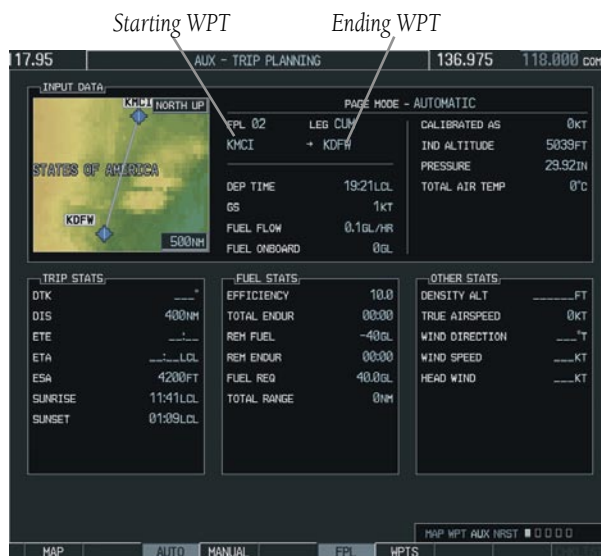 Starting WPT Ending WPT
117.95 AUX - TRIP PLANNING 136.975 118.000 COM
INPUT DATA
KMCI NORTH UP
STATES OF AMERICA
KDFW
500NM
PAGE MODE - AUTOMATIC
FPL 02 LEG CUM
KMCI → KDFW
DEP TIME 19:21LCL
GS 1KT
FUEL FLOW 0.1GL/HR
FUEL ONBOARD 0GL
CALIBRATED AS 0KT
IND ALTITUDE 5039FT
PRESSURE 29.92IN
TOTAL AIR TEMP 0°C
TRIP STATS
DTK ___°
DIS 400NM
ETE __:__
ETA __:__LCL
ESA 4200FT
SUNRISE 11:41LCL
SUNSET 01:09LCL
FUEL STATS
EFFICIENCY 10.0
TOTAL ENDUR 00:00
REM FUEL -40GL
REM ENDUR 00:00
FUEL REQ 40.0GL
TOTAL RANGE 0NM
OTHER STATS
DENSITY ALT ______FT
TRUE AIRSPEED 0KT
WIND DIRECTION ___°T
WIND SPEED ___KT
HEAD WIND ___KT
MAP WPT AUX NRST
MAP AUTO MANUAL FPL WPTS